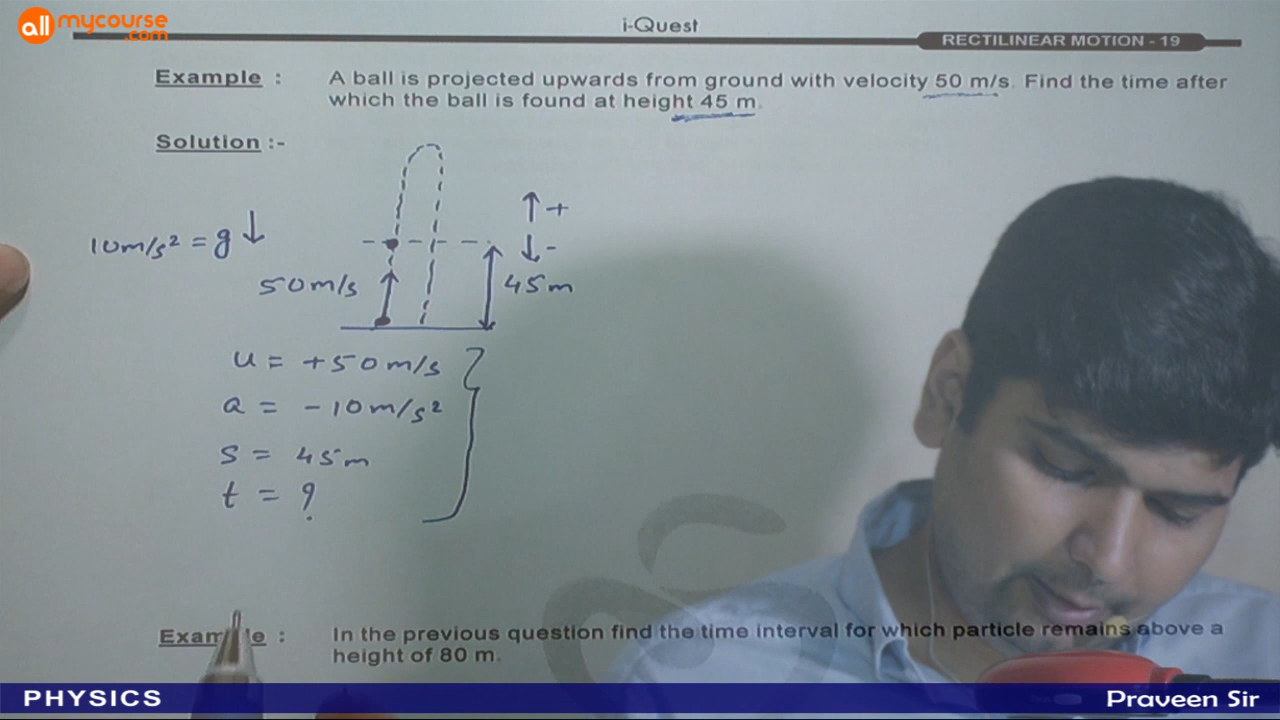 all mycourse
.com
i-Quest
RECTILINEAR MOTION - 19
Example : A ball is projected upwards from ground with velocity 50 m/s. Find the time after
which the ball is found at height 45 m.
Solution :-
10m/s² = g ↓
↑ +
↓ -
50m/s
45m
u = +50m/s
a = -10m/s²
s = 45m
t = ?
Example : In the previous question find the time interval for which particle remains above a
height of 80 m.
PHYSICS
Praveen Sir